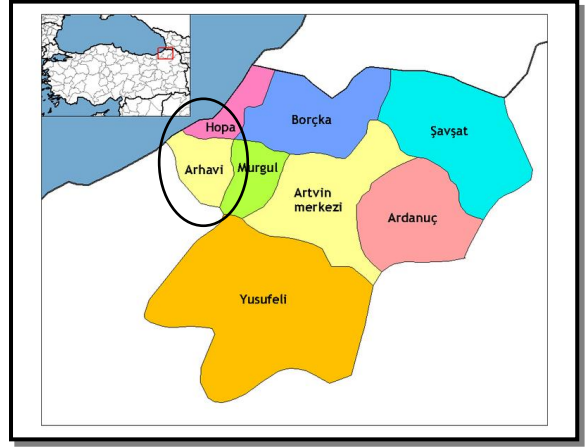 Hopa
Borçka
Şavşat
Arhavi
Murgul
Artvin
merkezi
Ardanuç
Yusufeli